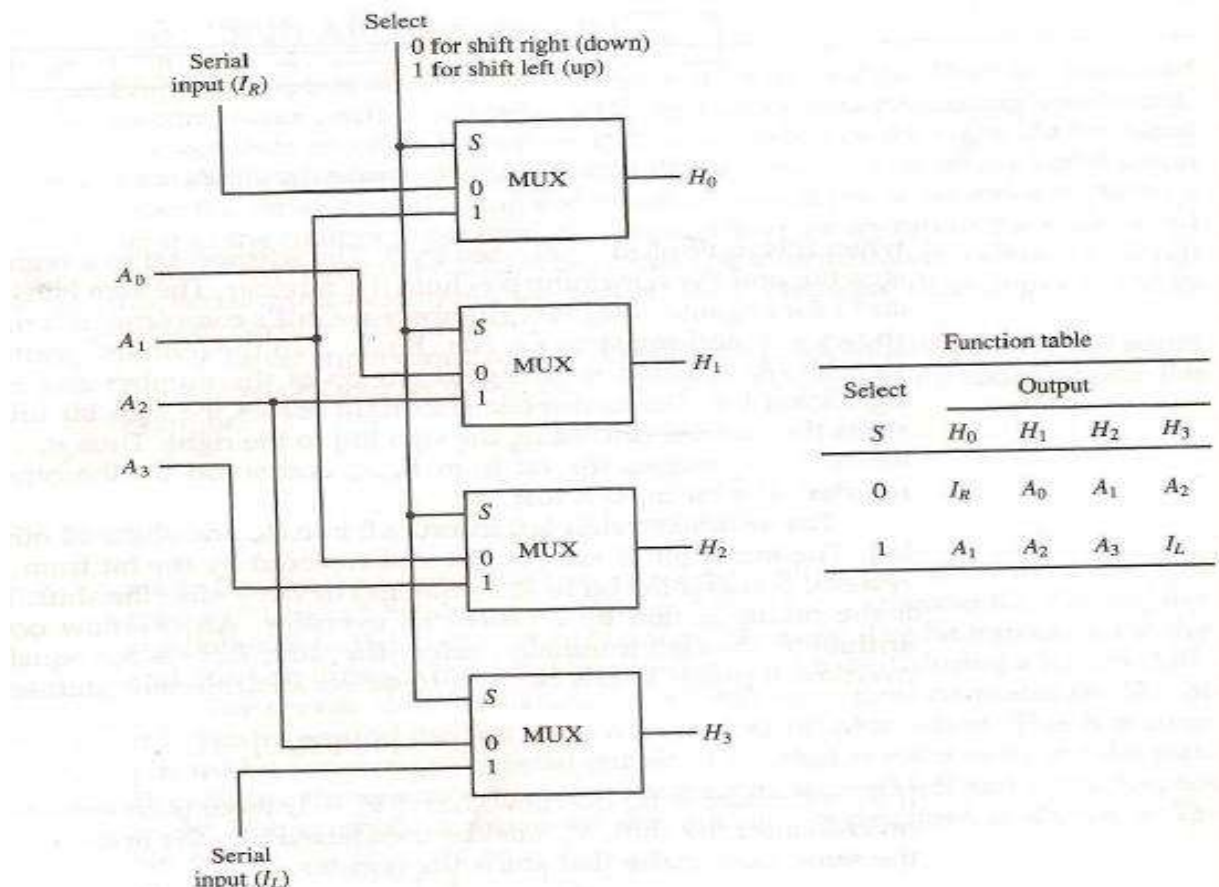 Select
0 for shift right (down)
1 for shift left (up)
Serial
input (I_R)
S
MUX
0
1
H_0
A_0
S
MUX
0
1
H_1
A_1
A_2
A_3
S
MUX
0
1
H_2
S
MUX
0
1
H_3
Serial
input (I_L)
Function table
Select Output
S H_0 H_1 H_2 H_3
0 I_R A_0 A_1 A_2
1 A_1 A_2 A_3 I_L